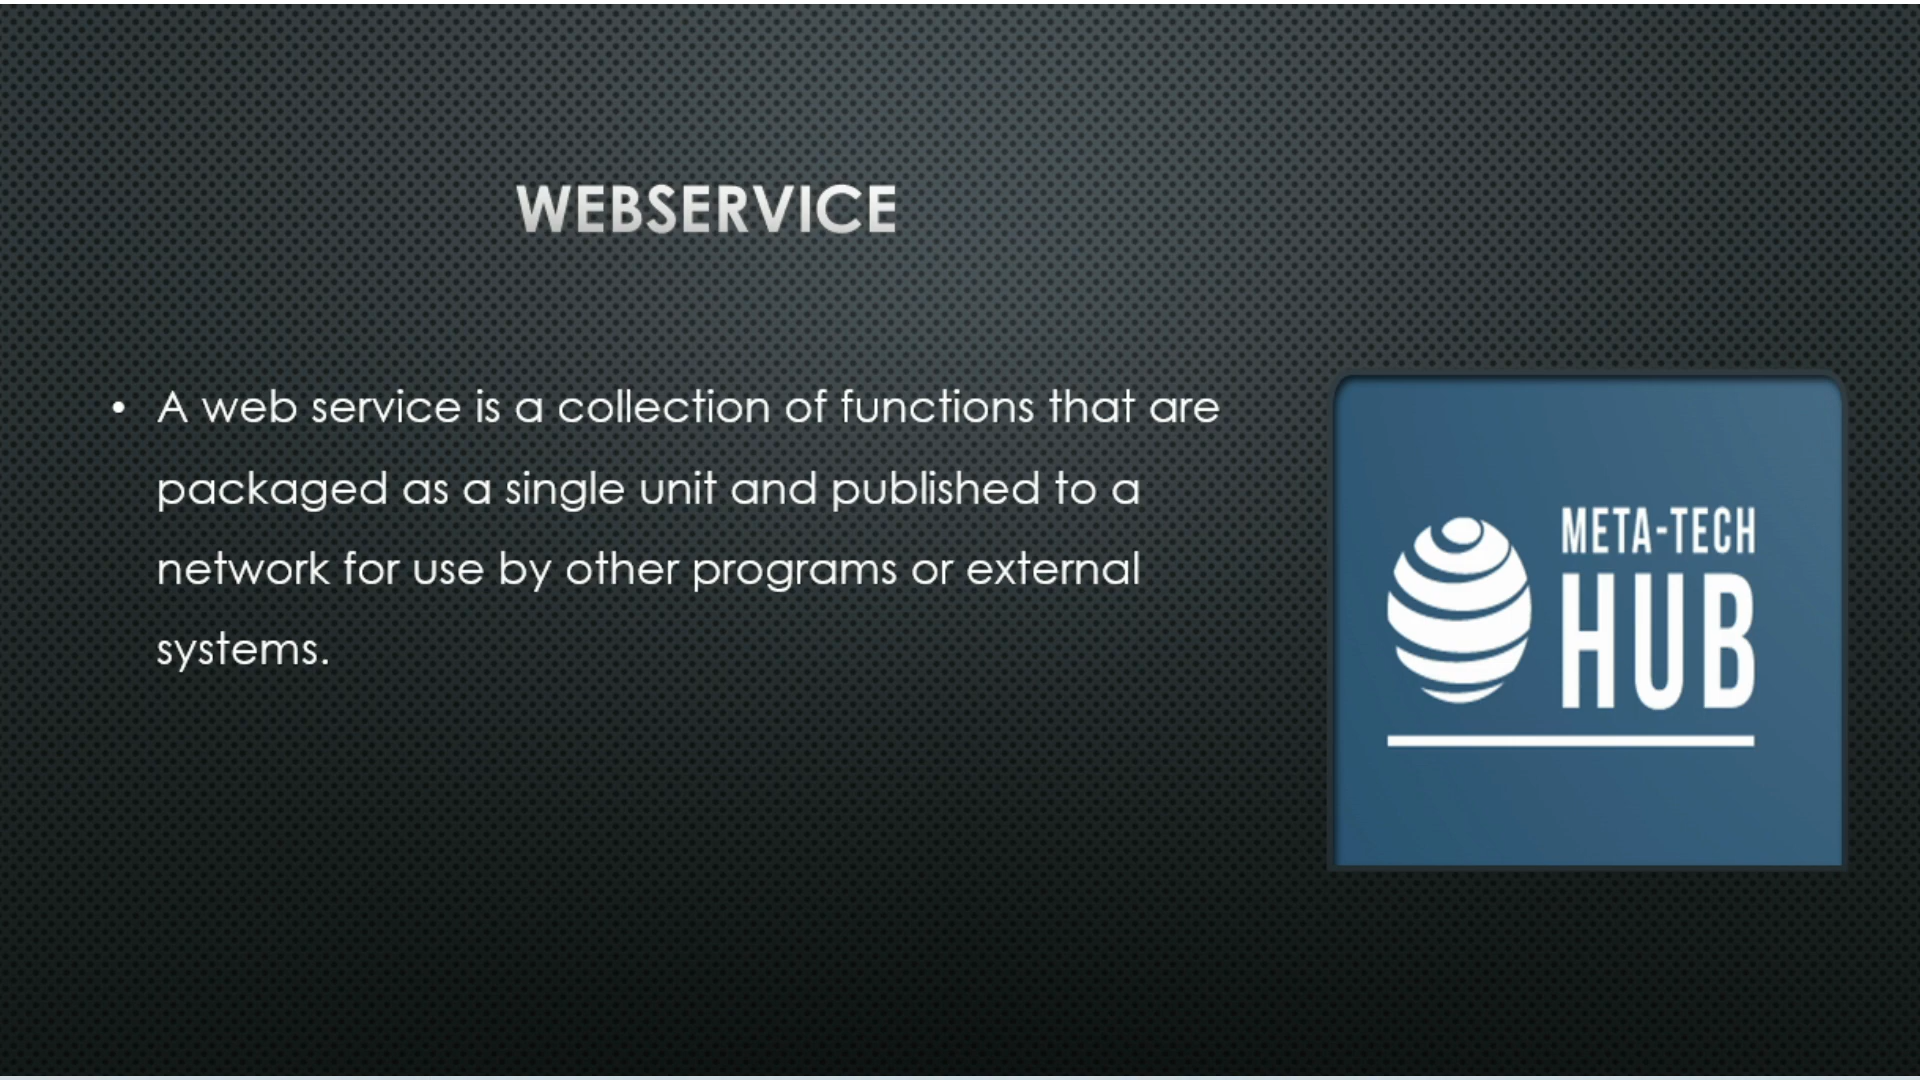 WEBSERVICE
• A web service is a collection of functions that are
packaged as a single unit and published to a
network for use by other programs or external
systems.
META-TECH
HUB